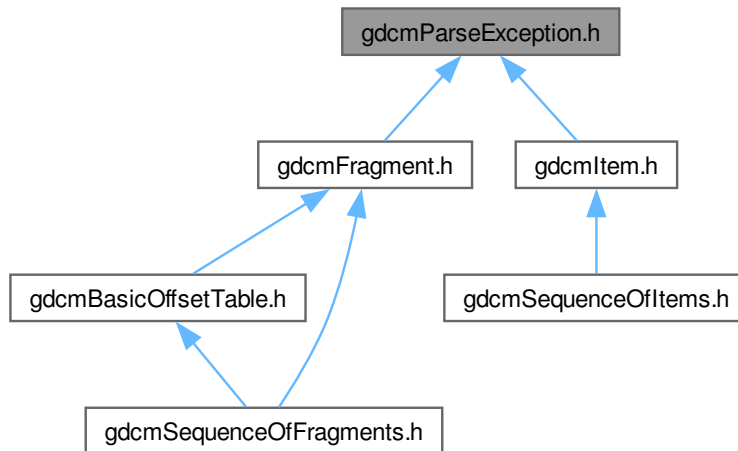 gdcmParseException.h
gdcmFragment.h
gdcmItem.h
gdcmBasicOffsetTable.h
gdcmSequenceOfItems.h
gdcmSequenceOfFragments.h